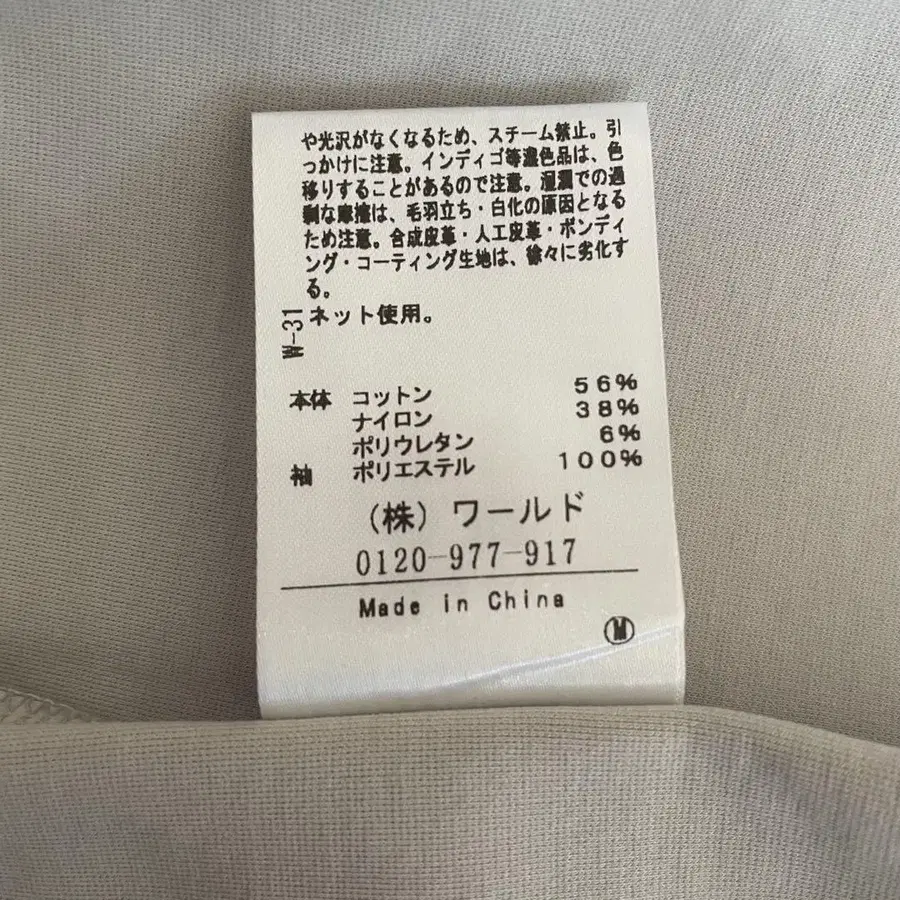 や光沢がなくなるため、スチーム禁止。引
っかけに注意。インディゴ等濃色品は、色
移りすることがあるので注意。湿潤での過
剰な摩擦は、毛羽立ち・白化の原因となる
ため注意。合成皮革・人工皮革・ボンディ
ング・コーティング生地は、徐々に劣化す
る。
W-31
ネット使用。
本体 コットン 56%
ナイロン 38%
ポリウレタン 6%
袖 ポリエステル 100%
(株)ワールド
0120-977-917
Made in China
M